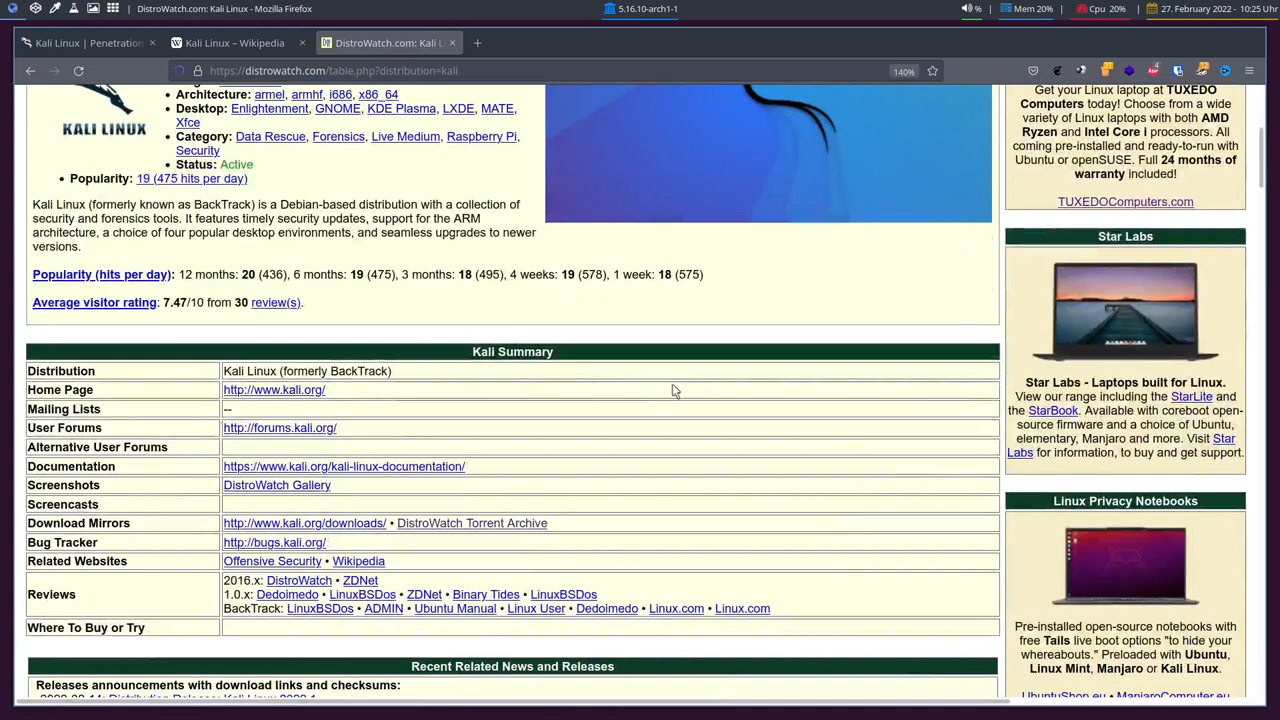 DistroWatch.com: Kali Linux - Mozilla Firefox
5.16.10-arch1-1
%
Mem 20%
Cpu 20%
27. February 2022 - 10:25 Uhr
Kali Linux | Penetration
Kali Linux – Wikipedia
DistroWatch.com: Kali L
https://distrowatch.com/table.php?distribution=kali
140%
KALI LINUX
• Architecture: armel, armhf, i686, x86_64
• Desktop: Enlightenment, GNOME, KDE Plasma, LXDE, MATE,
Xfce
• Category: Data Rescue, Forensics, Live Medium, Raspberry Pi,
Security
• Status: Active
• Popularity: 19 (475 hits per day)
Kali Linux (formerly known as BackTrack) is a Debian-based distribution with a collection of
security and forensics tools. It features timely security updates, support for the ARM
architecture, a choice of four popular desktop environments, and seamless upgrades to newer
versions.
Popularity (hits per day): 12 months: 20 (436), 6 months: 19 (475), 3 months: 18 (495), 4 weeks: 19 (578), 1 week: 18 (575)
Average visitor rating: 7.47/10 from 30 review(s).
Kali Summary
Distribution Kali Linux (formerly BackTrack)
Home Page http://www.kali.org/
Mailing Lists --
User Forums http://forums.kali.org/
Alternative User Forums
Documentation https://www.kali.org/kali-linux-documentation/
Screenshots DistroWatch Gallery
Screencasts
Download Mirrors http://www.kali.org/downloads/ • DistroWatch Torrent Archive
Bug Tracker http://bugs.kali.org/
Related Websites Offensive Security • Wikipedia
Reviews
2016.x: DistroWatch • ZDNet
1.0.x: Dedoimedo • LinuxBSDos • ZDNet • Binary Tides • LinuxBSDos
BackTrack: LinuxBSDos • ADMIN • Ubuntu Manual • Linux User • Dedoimedo • Linux.com • Linux.com
Where To Buy or Try
Recent Related News and Releases
Releases announcements with download links and checksums:
Get your Linux laptop at TUXEDO
Computers today! Choose from a wide
variety of Linux laptops with both AMD
Ryzen and Intel Core i processors. All
coming pre-installed and ready-to-run with
Ubuntu or openSUSE. Full 24 months of
warranty included!
TUXEDOComputers.com
Star Labs
Star Labs - Laptops built for Linux.
View our range including the StarLite and
the StarBook. Available with coreboot open-
source firmware and a choice of Ubuntu,
elementary, Manjaro and more. Visit Star
Labs for information, to buy and get support.
Linux Privacy Notebooks
Pre-installed open-source notebooks with
free Tails live boot options "to hide your
whereabouts." Preloaded with Ubuntu,
Linux Mint, Manjaro or Kali Linux.
UbuntuShop.eu • ManjaroComputer.eu